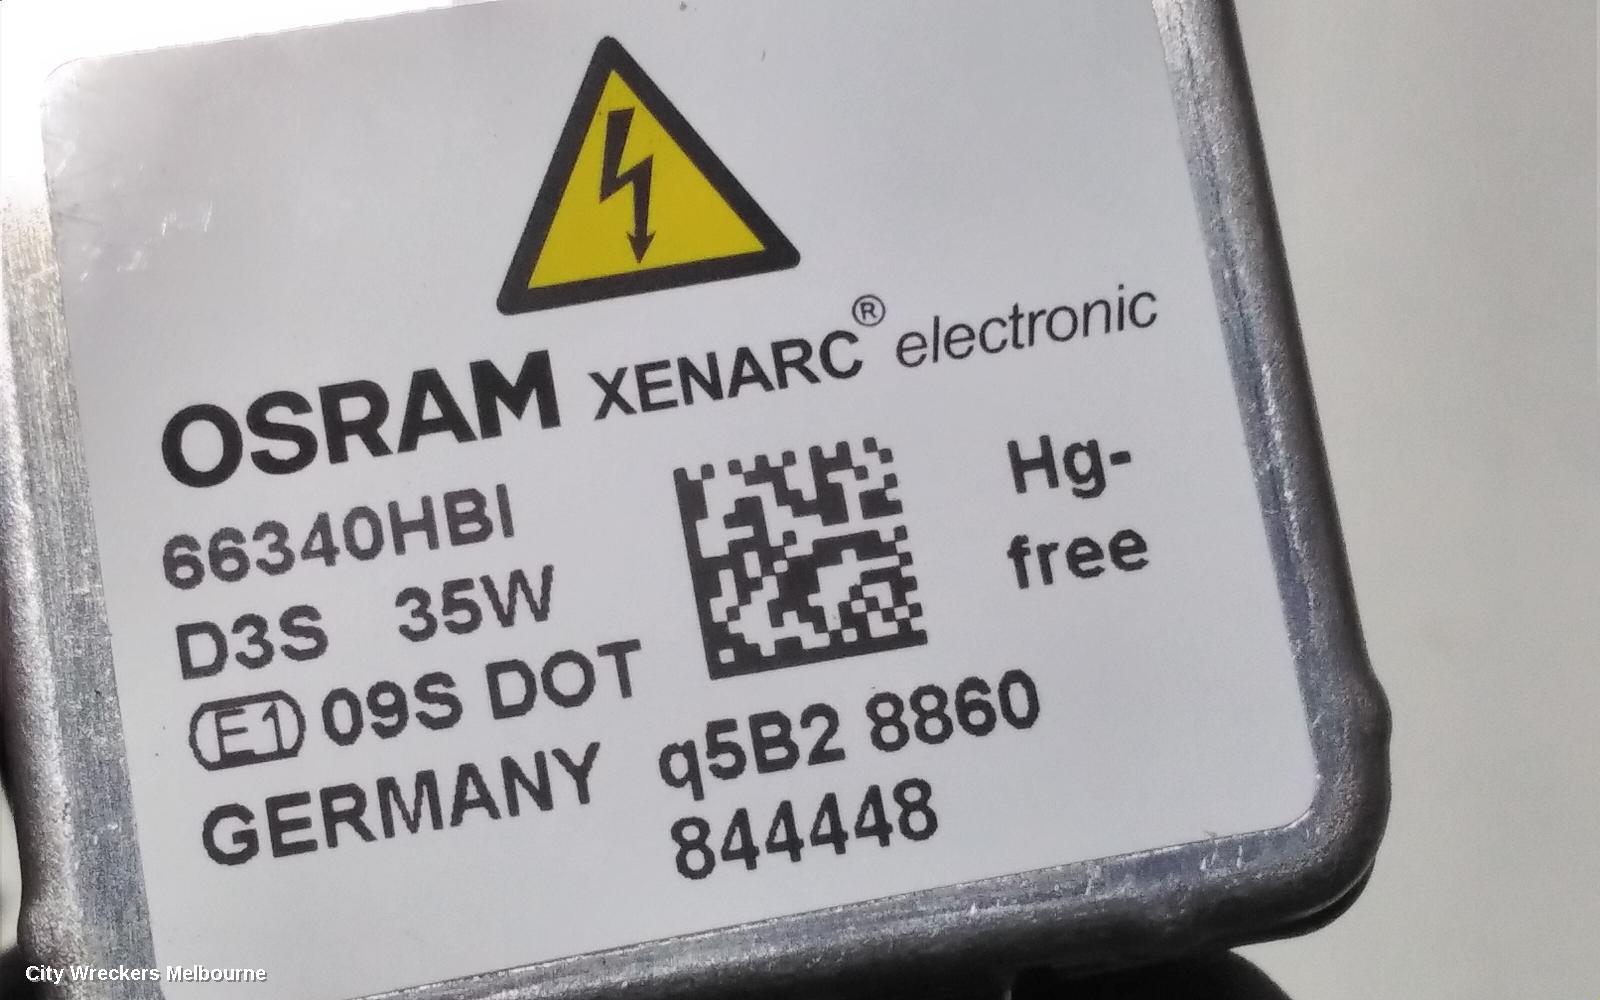 OSRAM XENARC® electronic
66340HBI
Hg-
D3S 35W
free
E1 09S DOT
GERMANY q5B2 8860
844448
City Wreckers Melbourne